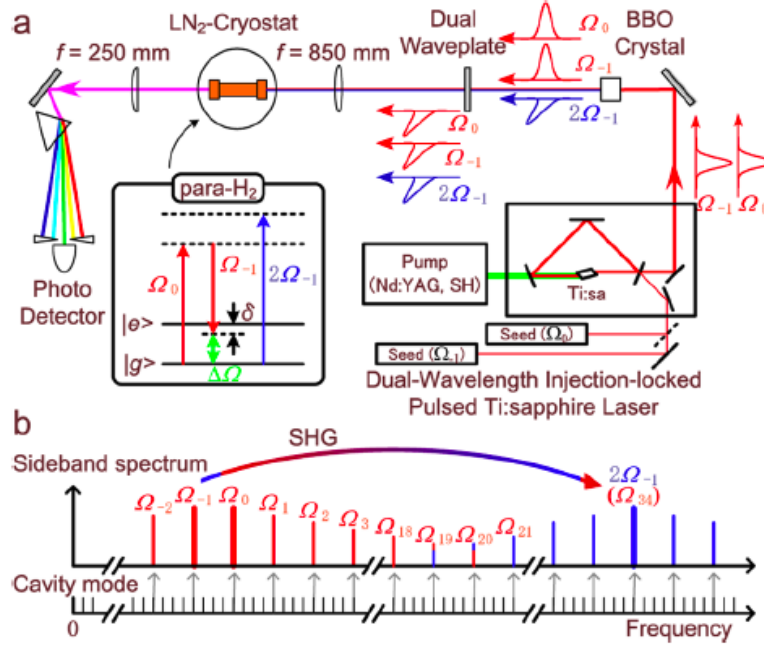 a
LN₂-Cryostat
Dual
Waveplate
BBO
Crystal
f = 250 mm
f = 850 mm
Ω₀
Ω₋₁
2Ω₋₁
Ω₀
Ω₋₁
2Ω₋₁
Ω₋₁
para-H₂
Ω₀
Ω₋₁
2Ω₋₁
δ
|e>
|g>
ΔΩ
Photo
Detector
Pump
(Nd:YAG, SH)
Ti:sa
Seed (Ω₀)
Seed (Ω₋₁)
Dual-Wavelength Injection-locked
Pulsed Ti:sapphire Laser
b
SHG
Sideband spectrum
2Ω₋₁
(Ω₃₄)
Ω₋₂
Ω₋₁
Ω₀
Ω₁
Ω₂
Ω₃
Ω₁₈
Ω₁₉
Ω₂₀
Ω₂₁
Cavity mode
0
Frequency